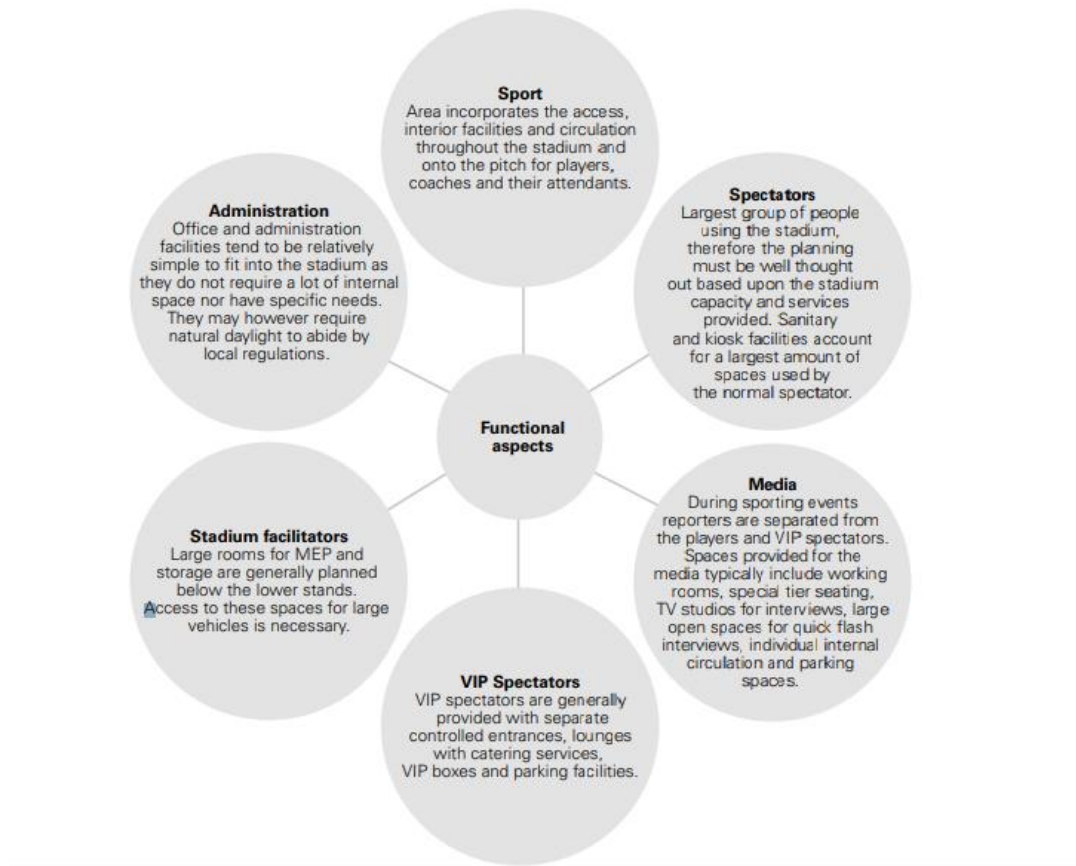 Sport
Area incorporates the access,
interior facilities and circulation
throughout the stadium and
onto the pitch for players,
coaches and their attendants.
Spectators
Largest group of people
using the stadium,
therefore the planning
must be well thought
out based upon the stadium
capacity and services
provided. Sanitary
and kiosk facilities account
for a largest amount of
spaces used by
the normal spectator.
Administration
Office and administration
facilities tend to be relatively
simple to fit into the stadium as
they do not require a lot of internal
space nor have specific needs.
They may however require
natural daylight to abide by
local regulations.
Functional
aspects
Media
During sporting events
reporters are separated from
the players and VIP spectators.
Spaces provided for the
media typically include working
rooms, special tier seating,
TV studios for interviews, large
open spaces for quick flash
interviews, individual internal
circulation and parking
spaces.
Stadium facilitators
Large rooms for MEP and
storage are generally planned
below the lower stands.
Access to these spaces for large
vehicles is necessary.
VIP Spectators
VIP spectators are generally
provided with separate
controlled entrances, lounges
with catering services,
VIP boxes and parking facilities.